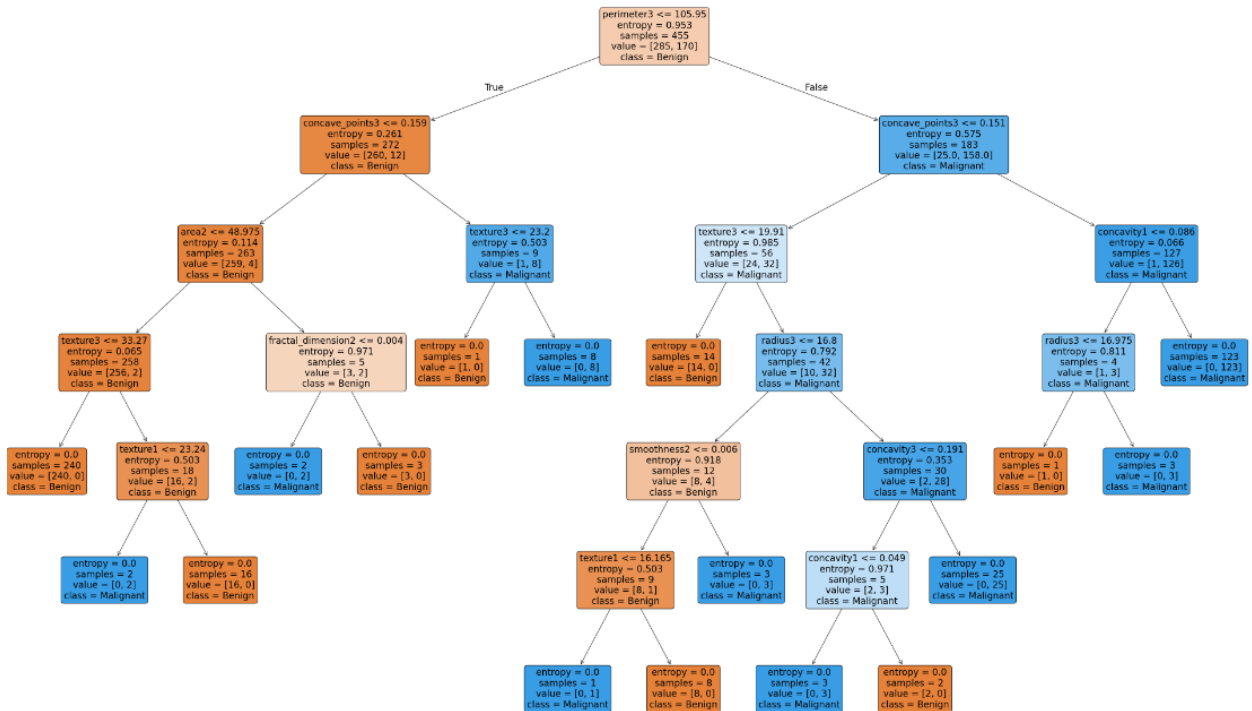 perimeter3 <= 105.95
entropy = 0.953
samples = 455
value = [285, 170]
class = Benign
True
False
concave_points3 <= 0.159
entropy = 0.261
samples = 272
value = [260, 12]
class = Benign
concave_points3 <= 0.151
entropy = 0.575
samples = 183
value = [25.0, 158.0]
class = Malignant
area2 <= 48.975
entropy = 0.114
samples = 263
value = [259, 4]
class = Benign
texture3 <= 23.2
entropy = 0.503
samples = 9
value = [1, 8]
class = Malignant
texture3 <= 19.91
entropy = 0.985
samples = 56
value = [24, 32]
class = Malignant
concavity1 <= 0.086
entropy = 0.066
samples = 127
value = [1, 126]
class = Malignant
texture3 <= 33.27
entropy = 0.065
samples = 258
value = [256, 2]
class = Benign
fractal_dimension2 <= 0.004
entropy = 0.971
samples = 5
value = [3, 2]
class = Benign
entropy = 0.0
samples = 1
value = [1, 0]
class = Benign
entropy = 0.0
samples = 8
value = [0, 8]
class = Malignant
entropy = 0.0
samples = 14
value = [14, 0]
class = Benign
radius3 <= 16.8
entropy = 0.792
samples = 42
value = [10, 32]
class = Malignant
radius3 <= 16.975
entropy = 0.811
samples = 4
value = [1, 3]
class = Malignant
entropy = 0.0
samples = 123
value = [0, 123]
class = Malignant
entropy = 0.0
samples = 240
value = [240, 0]
class = Benign
texture1 <= 23.24
entropy = 0.503
samples = 18
value = [16, 2]
class = Benign
entropy = 0.0
samples = 2
value = [0, 2]
class = Malignant
entropy = 0.0
samples = 3
value = [3, 0]
class = Benign
smoothness2 <= 0.006
entropy = 0.918
samples = 12
value = [8, 4]
class = Benign
concavity3 <= 0.191
entropy = 0.353
samples = 30
value = [2, 28]
class = Malignant
entropy = 0.0
samples = 1
value = [1, 0]
class = Benign
entropy = 0.0
samples = 3
value = [0, 3]
class = Malignant
entropy = 0.0
samples = 2
value = [0, 2]
class = Malignant
entropy = 0.0
samples = 16
value = [16, 0]
class = Benign
texture1 <= 16.165
entropy = 0.503
samples = 9
value = [8, 1]
class = Benign
entropy = 0.0
samples = 3
value = [0, 3]
class = Malignant
concavity1 <= 0.049
entropy = 0.971
samples = 5
value = [2, 3]
class = Malignant
entropy = 0.0
samples = 25
value = [0, 25]
class = Malignant
entropy = 0.0
samples = 1
value = [0, 1]
class = Malignant
entropy = 0.0
samples = 8
value = [8, 0]
class = Benign
entropy = 0.0
samples = 3
value = [0, 3]
class = Malignant
entropy = 0.0
samples = 2
value = [2, 0]
class = Benign